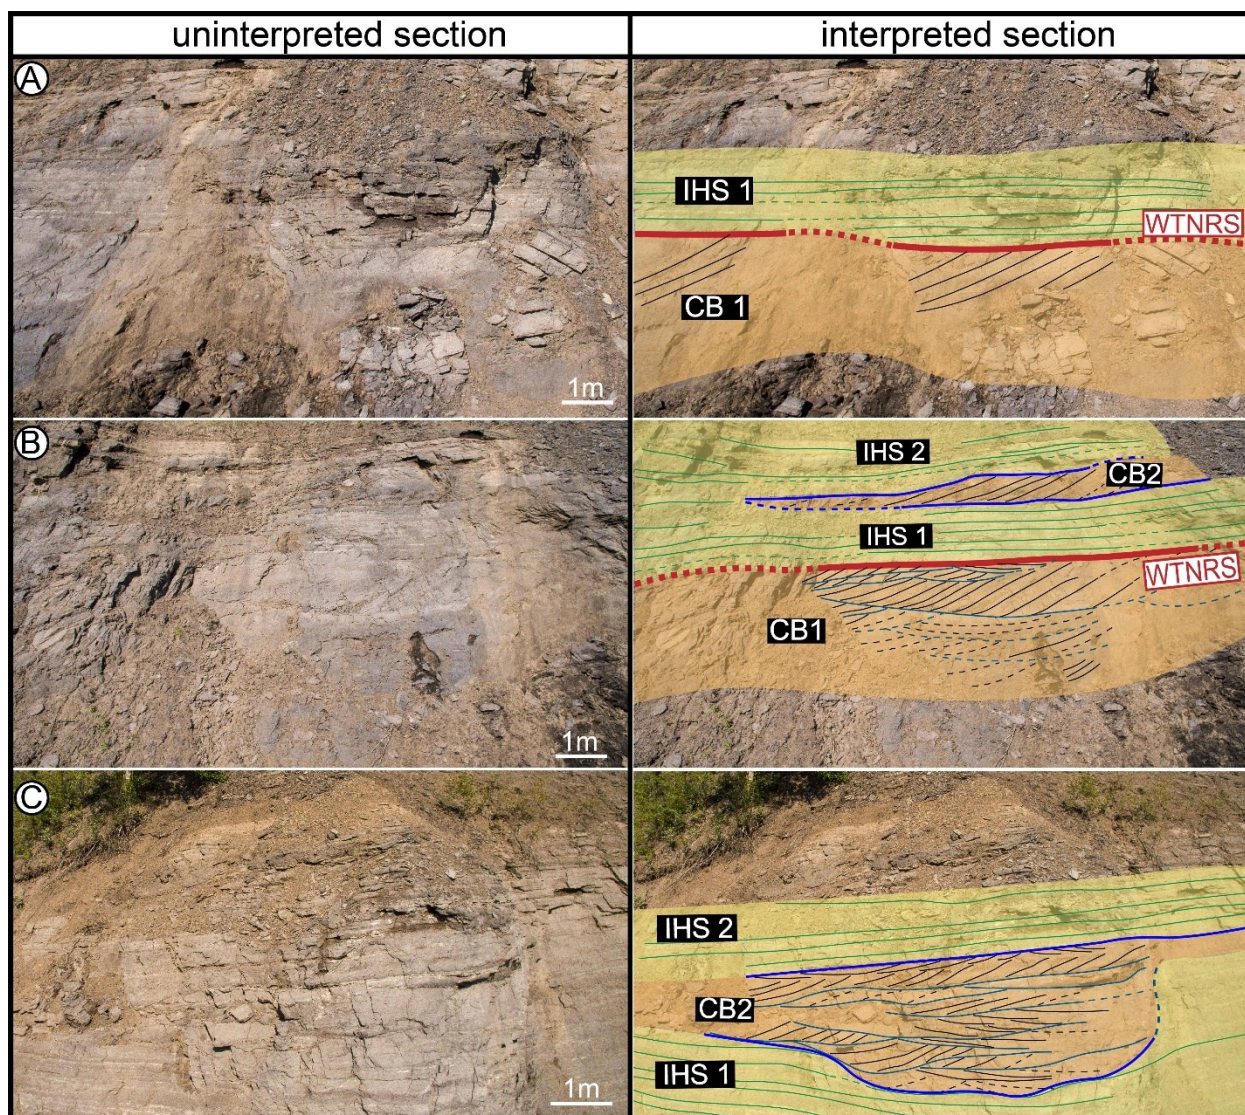 uninterpreted section
interpreted section
A
IHS 1
WTNRS
CB 1
1m
B
IHS 2
CB2
IHS 1
WTNRS
CB1
1m
C
IHS 2
CB2
IHS 1
1m